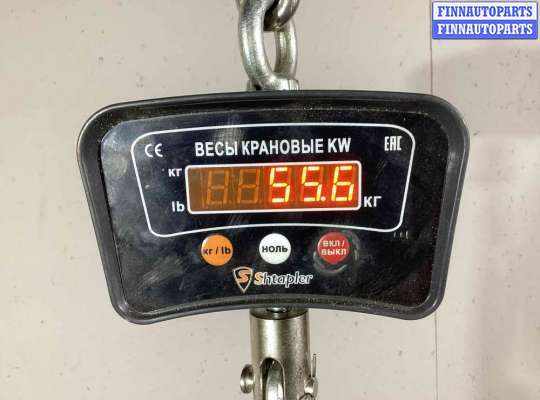 FINNAUTOPARTS
FINNAUTOPARTS
CE ВЕСЫ КРАНОВЫЕ KW EAC
кг
lb
55.6 КГ
кг / lb НОЛЬ ВКЛ / ВЫКЛ
S Shtapler